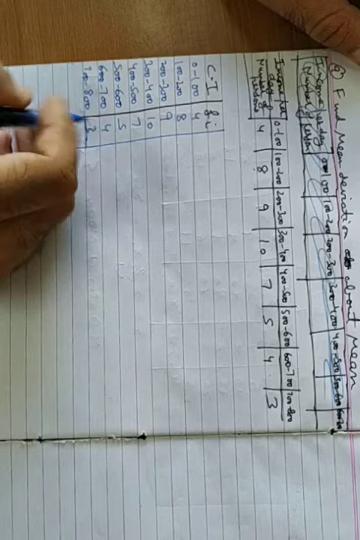 Q) Find Mean deviation about Mean
Income per day 0-100 100-200 200-300 300-400 400-500 500-600 600-700 700-800
Number of persons 4 8 9 10 7 5 4 3
C-I fi
0-100 4
100-200 8
200-300 9
300-400 10
400-500 7
500-600 5
600-700 4
700-800 3